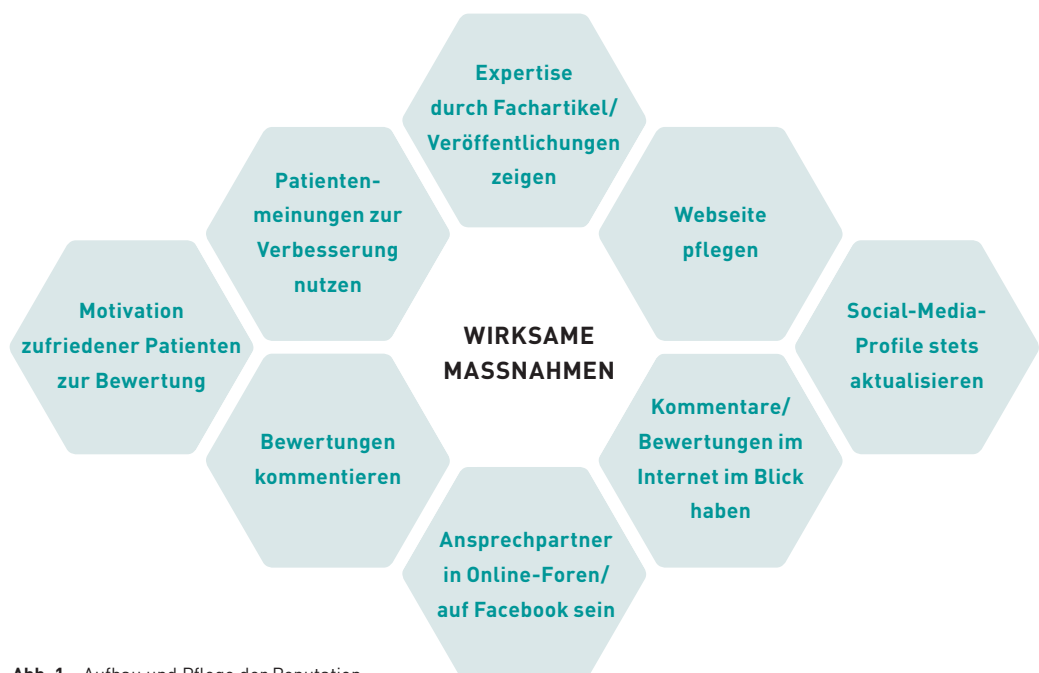 Expertise
durch Fachartikel/
Veröffentlichungen
zeigen
Patienten-
meinungen zur
Verbesserung
nutzen
Webseite
pflegen
Motivation
zufriedener Patienten
zur Bewertung
WIRKSAME
MASSNAHMEN
Social-Media-
Profile stets
aktualisieren
Bewertungen
kommentieren
Kommentare/
Bewertungen im
Internet im Blick
haben
Ansprechpartner
in Online-Foren/
auf Facebook sein
Abb. 1 Aufbau und Pflege der Reputation